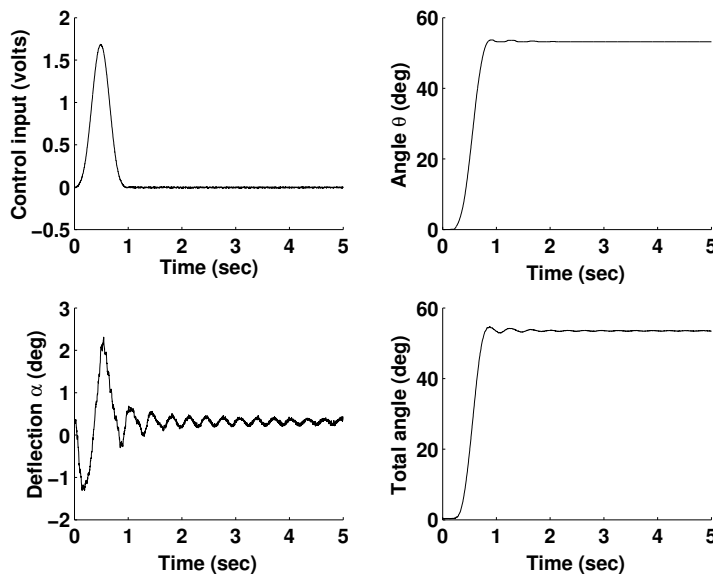 Control input (volts)
2
1.5
1
0.5
0
−0.5
0 1 2 3 4 5
Time (sec)
Angle θ (deg)
60
40
20
0
0 1 2 3 4 5
Time (sec)
Deflection α (deg)
3
2
1
0
−1
−2
0 1 2 3 4 5
Time (sec)
Total angle (deg)
60
40
20
0
0 1 2 3 4 5
Time (sec)